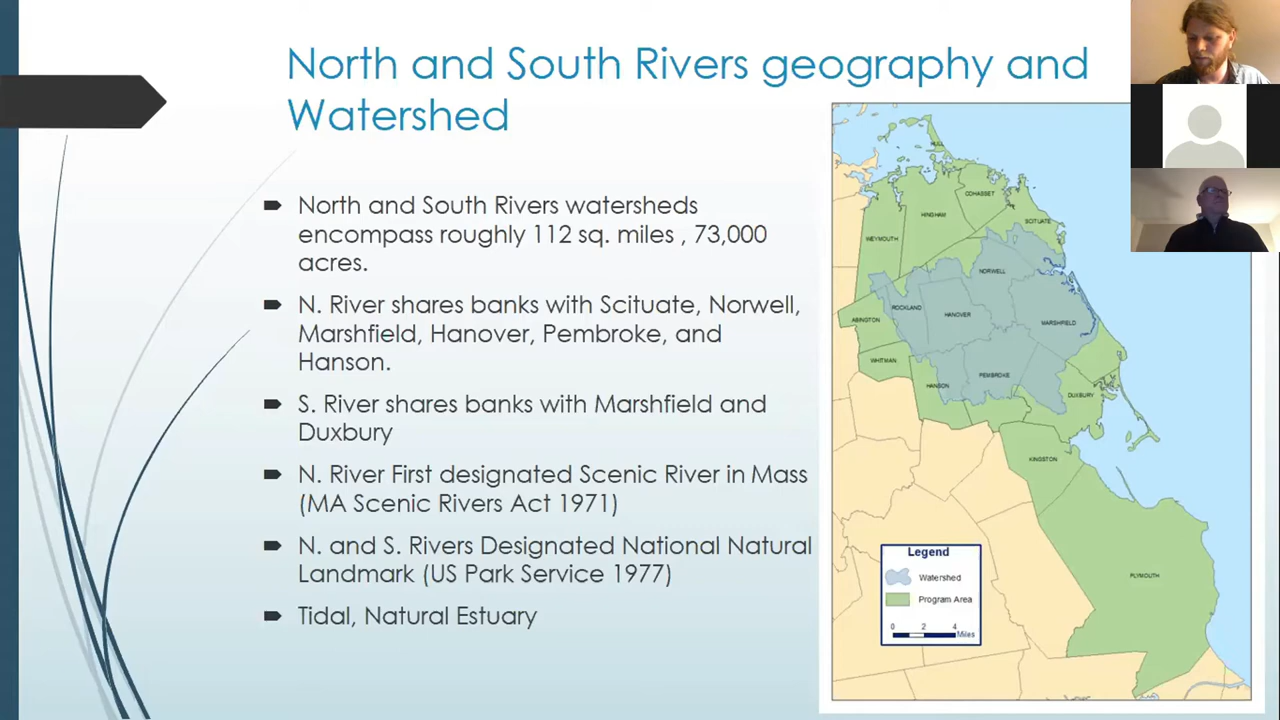 North and South Rivers geography and
Watershed
North and South Rivers watersheds
encompass roughly 112 sq. miles , 73,000
acres.
N. River shares banks with Scituate, Norwell,
Marshfield, Hanover, Pembroke, and
Hanson.
S. River shares banks with Marshfield and
Duxbury
N. River First designated Scenic River in Mass
(MA Scenic Rivers Act 1971)
N. and S. Rivers Designated National Natural
Landmark (US Park Service 1977)
Tidal, Natural Estuary
HULL
COHASSET
HINGHAM
SCITUATE
WEYMOUTH
NORWELL
ROCKLAND
HANOVER
ABINGTON
MARSHFIELD
WHITMAN
PEMBROKE
HANSON
DUXBURY
KINGSTON
PLYMOUTH
Legend
Watershed
Program Area
0 2 4
Miles